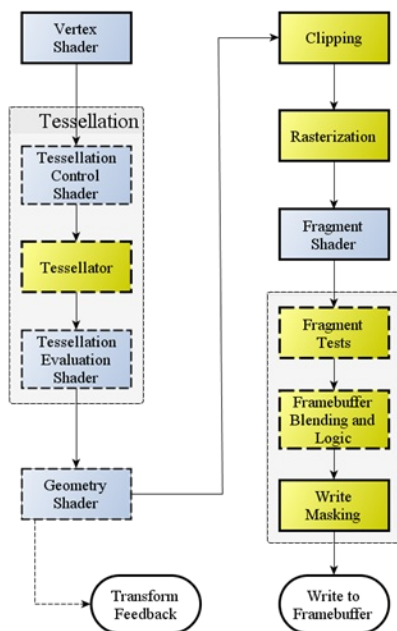 Vertex
Shader
Tessellation
Tessellation
Control
Shader
Tessellator
Tessellation
Evaluation
Shader
Geometry
Shader
Transform
Feedback
Clipping
Rasterization
Fragment
Shader
Fragment
Tests
Framebuffer
Blending and
Logic
Write
Masking
Write to
Framebuffer